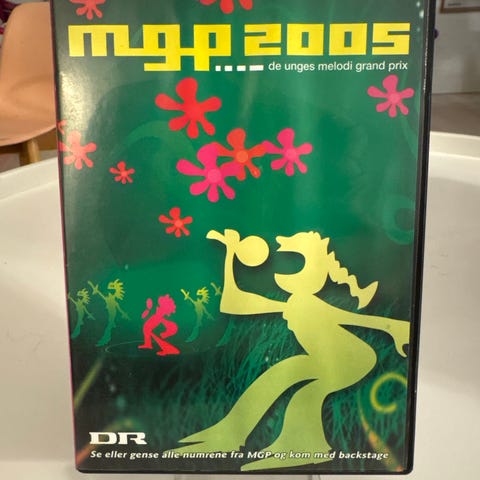 mgp 2005
de unges melodi grand prix
DR
Se eller gense alle numrene fra MGP og kom med backstage